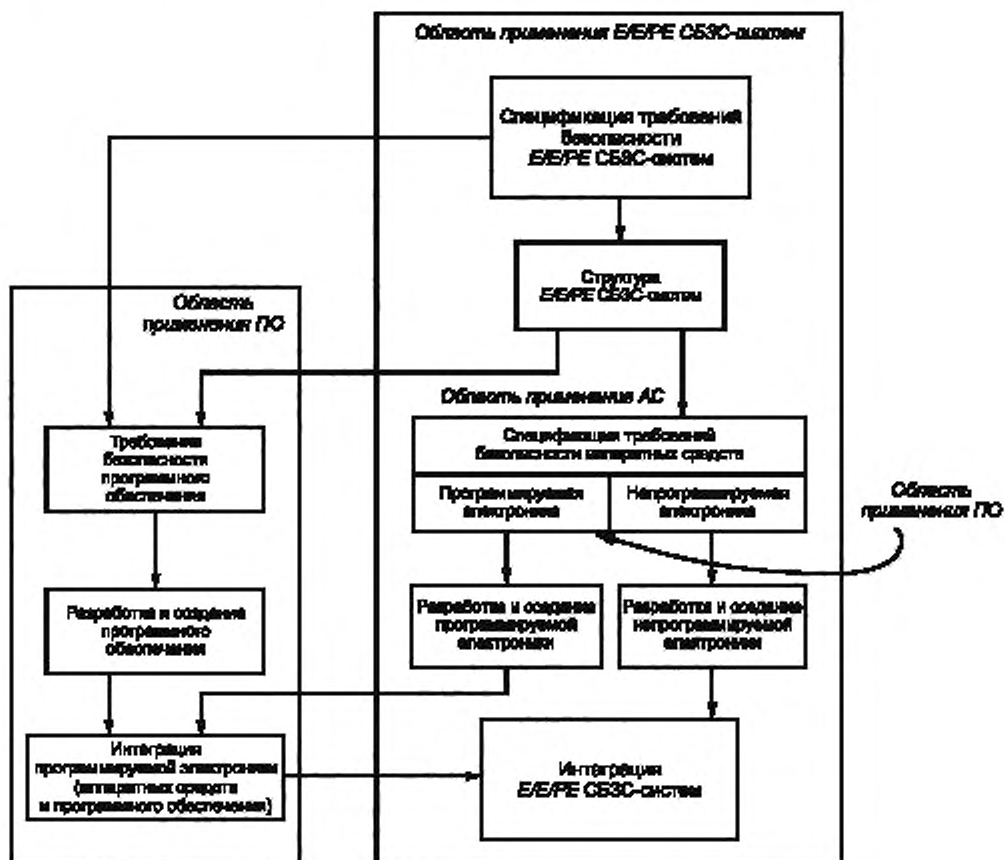 Область применения Е/Е/РЕ СБЗС-систем
Спецификация требований
безопасности
Е/Е/РЕ СБЗС-систем
Структура
Е/Е/РЕ СБЗС-систем
Область
применения ПО
Область применения АС
Требования
безопасности
программного
обеспечения
Спецификация требований
безопасности аппаратных средств
Программируемая
электроника
Непрограммируемая
электроника
Область
применения ПО
Разработка и создание
программного
обеспечения
Разработка и создание
программируемой
электроники
Разработка и создание
непрограммируемой
электроники
Интеграция
программируемой электроники
(аппаратных средств
и программного обеспечения)
Интеграция
Е/Е/РЕ СБЗС-систем